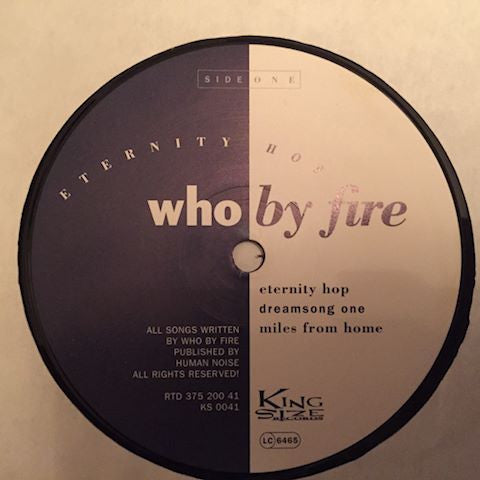 SIDE ONE
ETERNITY HOP
who by fire
eternity hop
dreamsong one
miles from home
ALL SONGS WRITTEN
BY WHO BY FIRE
PUBLISHED BY
HUMAN NOISE
ALL RIGHTS RESERVED!
RTD 375 200 41
KS 0041
KING
SIZE
RECORDS
LC 6465